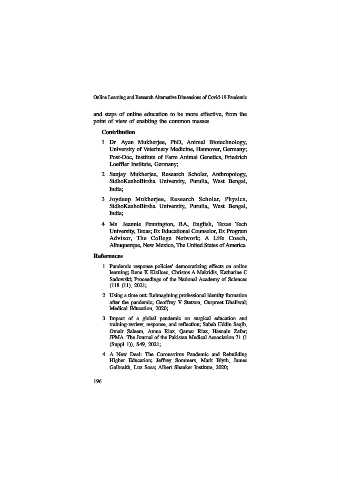 Online Learning and Research Alternative Dimensions of Covid-19 Pandemic
and steps of online education to be more effective, from the
point of view of enabling the common masses
Contribution
1 Dr Ayan Mukherjee, PhD, Animal Biotechnology,
University of Veterinary Medicine, Hannover, Germany;
Post-Doc, Institute of Farm Animal Genetics, Friedrich
Loeffler Institute, Germany;
2 Sanjay Mukherjee, Research Scholar, Anthropology,
SidhoKanhoBirsha University, Purulia, West Bengal,
India;
3 Joydeep Mukherjee, Research Scholar, Physics,
SidhoKanhoBirsha University, Purulia, West Bengal,
India;
4 Ms Jeannie Pennington, BA, English, Texas Tech
University, Texas; Ex Educational Counselor, Ex Program
Advisor, The College Network; A Life Coach,
Albuquerque, New Mexico, The United States of America.
References
1 Pandemic response policies' democratizing effects on online
learning; Rene F. Kizilcec, Christos A Makridis, Katharine C
Sadowski; Proceedings of the National Academy of Sciences
(118 (11), 2021;
2 Using a time out: Reimagining professional identity formation
after the pandemic; Geoffrey V Stetson, Gurpreet Dhaliwal;
Medical Education, 2020;
3 Impact of a global pandemic on surgical education and
training-review, response, and reflection; Sabah Uddin Saqib,
Omair Saleem, Amna Riaz, Qamar Riaz, Hasnain Zafar;
JPMA. The Journal of the Pakistan Medical Association 71 (1
(Suppl 1)), S49, 2021;
4 A New Deal: The Coronavirus Pandemic and Rebuilding
Higher Education; Jeffrey Sommers, Mark Blyth, James
Galbraith, Luz Sosa; Albert Shanker Institute, 2020;
196